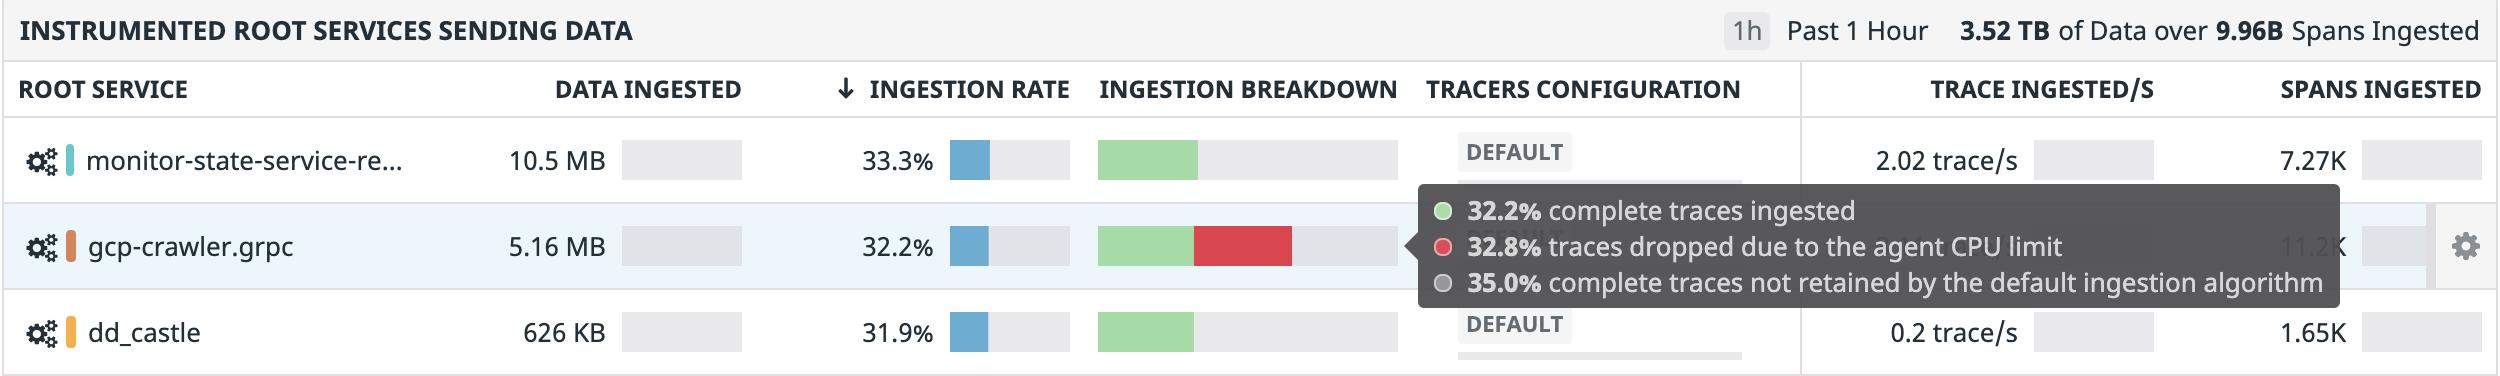 INSTRUMENTED ROOT SERVICES SENDING DATA 1h Past 1 Hour 3.52 TB of Data over 9.96B Spans Ingested
ROOT SERVICE DATA INGESTED ↓ INGESTION RATE INGESTION BREAKDOWN TRACERS CONFIGURATION TRACE INGESTED/S SPANS INGESTED
monitor-state-service-re... 10.5 MB 33.3% DEFAULT 2.02 trace/s 7.27K
32.2% complete traces ingested
gcp-crawler.grpc 5.16 MB 32.2% 32.8% traces dropped due to the agent CPU limit 11.2K
35.0% complete traces not retained by the default ingestion algorithm
dd_castle 626 KB 31.9% DEFAULT 0.2 trace/s 1.65K